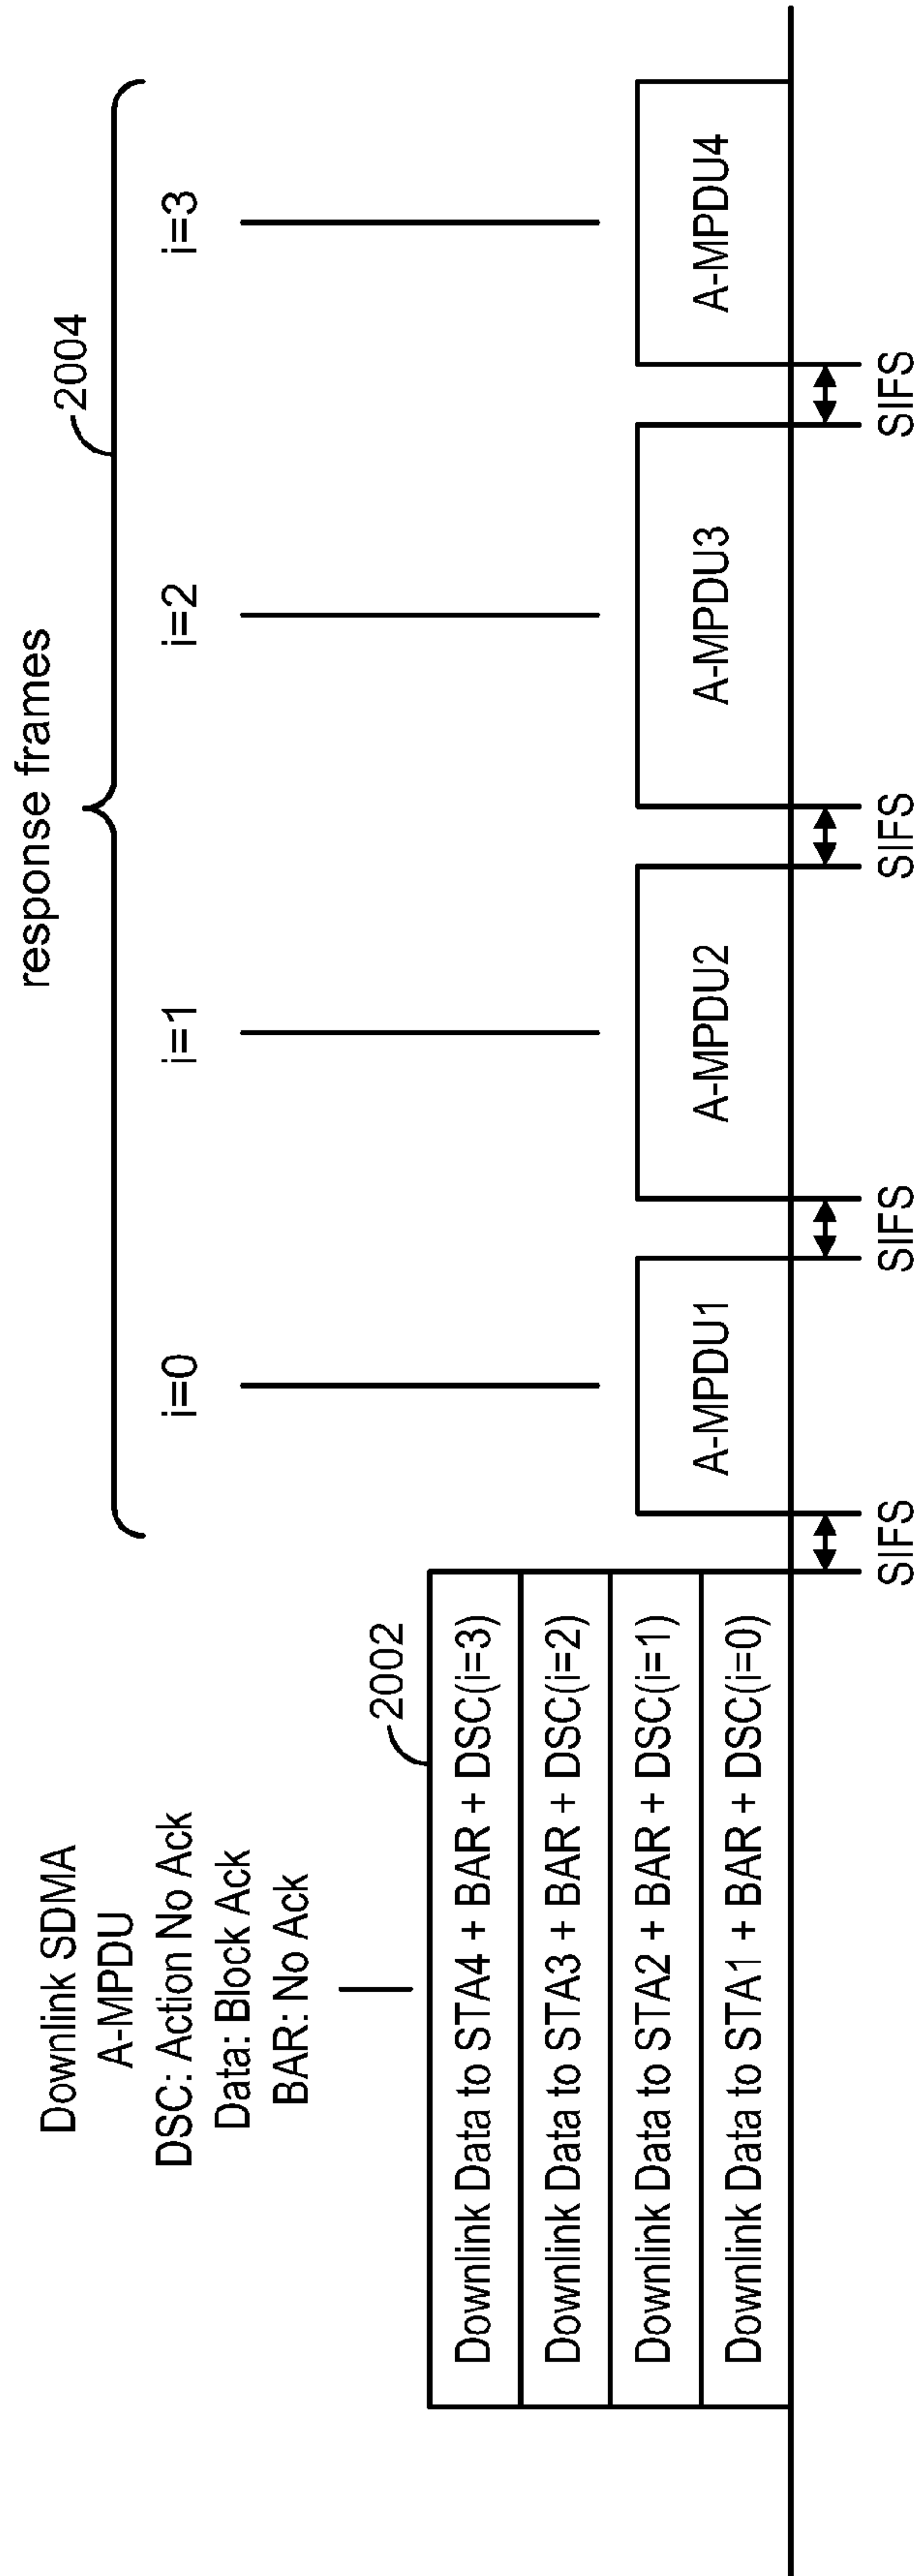 response frames
2004
i=0
i=1
i=2
i=3
Downlink SDMA
A-MPDU
DSC: Action No Ack
Data: Block Ack
BAR: No Ack
2002
Downlink Data to STA4 + BAR + DSC(i=3)
Downlink Data to STA3 + BAR + DSC(i=2)
Downlink Data to STA2 + BAR + DSC(i=1)
Downlink Data to STA1 + BAR + DSC(i=0)
A-MPDU1
A-MPDU2
A-MPDU3
A-MPDU4
SIFS
SIFS
SIFS
SIFS